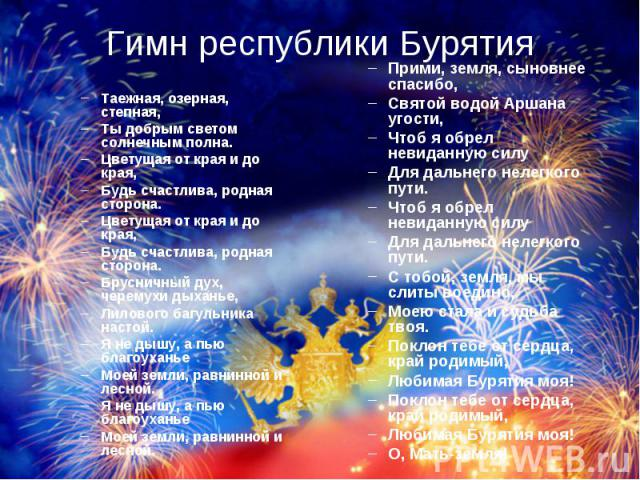 Гимн республики Бурятия
– Таежная, озерная,
степная,
– Ты добрым светом
солнечным полна.
– Цветущая от края и до
края,
– Будь счастлива, родная
сторона.
– Цветущая от края и до
края,
– Будь счастлива, родная
сторона.
– Брусничный дух,
черемухи дыханье,
– Лилового багульника
настой.
– Я не дышу, а пью
благоуханье
– Моей земли, равнинной и
лесной.
– Я не дышу, а пью
благоуханье
– Моей земли, равнинной и
лесной.
– Прими, земля, сыновнее
спасибо,
– Святой водой Аршана
угости,
– Чтоб я обрел
невиданную силу
– Для дальнего нелегкого
пути.
– Чтоб я обрел
невиданную силу
– Для дальнего нелегкого
пути.
– С тобой, земля, мы
слиты воедино,
– Моею стала и судьба
твоя.
– Поклон тебе от сердца,
край родимый,
– Любимая Бурятия моя!
– Поклон тебе от сердца,
край родимый,
– Любимая Бурятия моя!
– О, Мать-земля!
PPt4WEB.ru